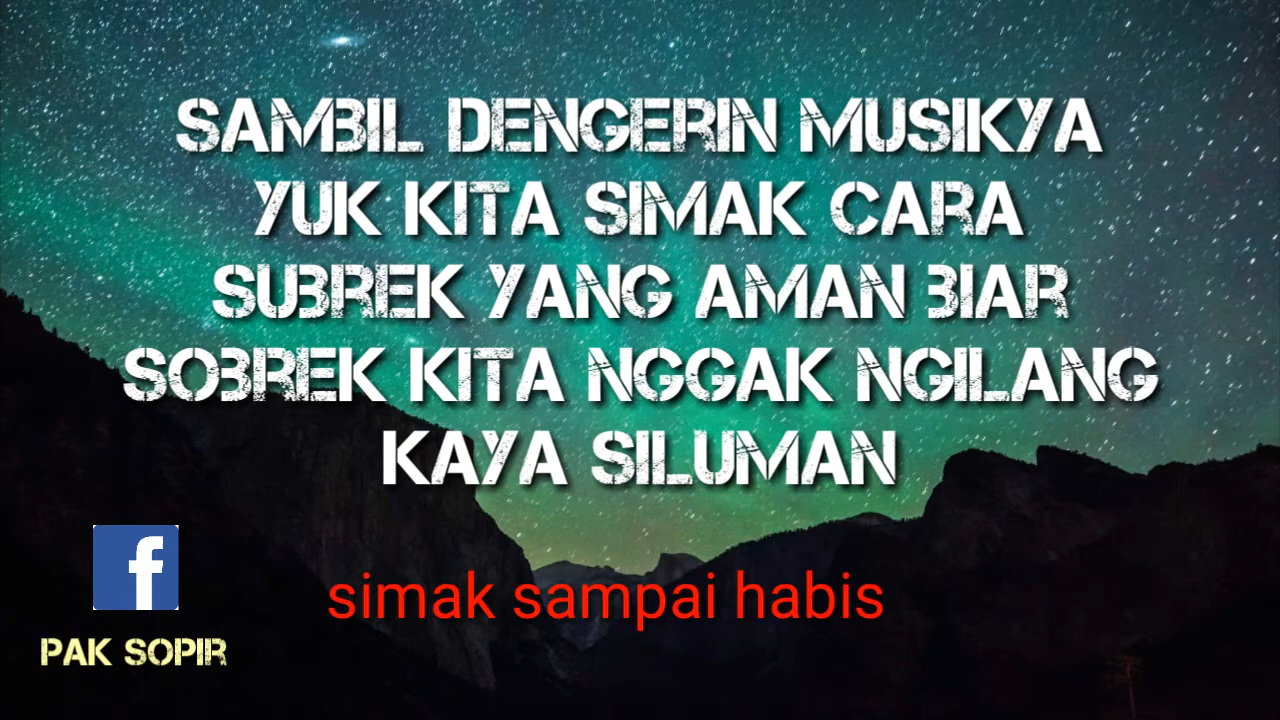 SAMBIL DENGERIN MUSIKYA
YUK KITA SIMAK CARA
SUBREK YANG AMAN BIAR
SOBREK KITA NGGAK NGILANG
KAYA SILUMAN
f
simak sampai habis
PAK SOPIR